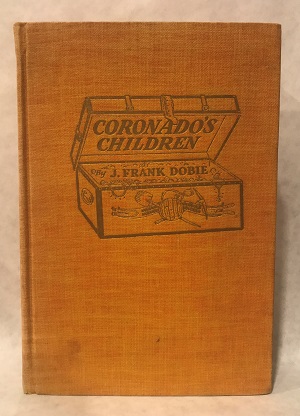 CORONADO'S
CHILDREN
By J. FRANK DOBIE